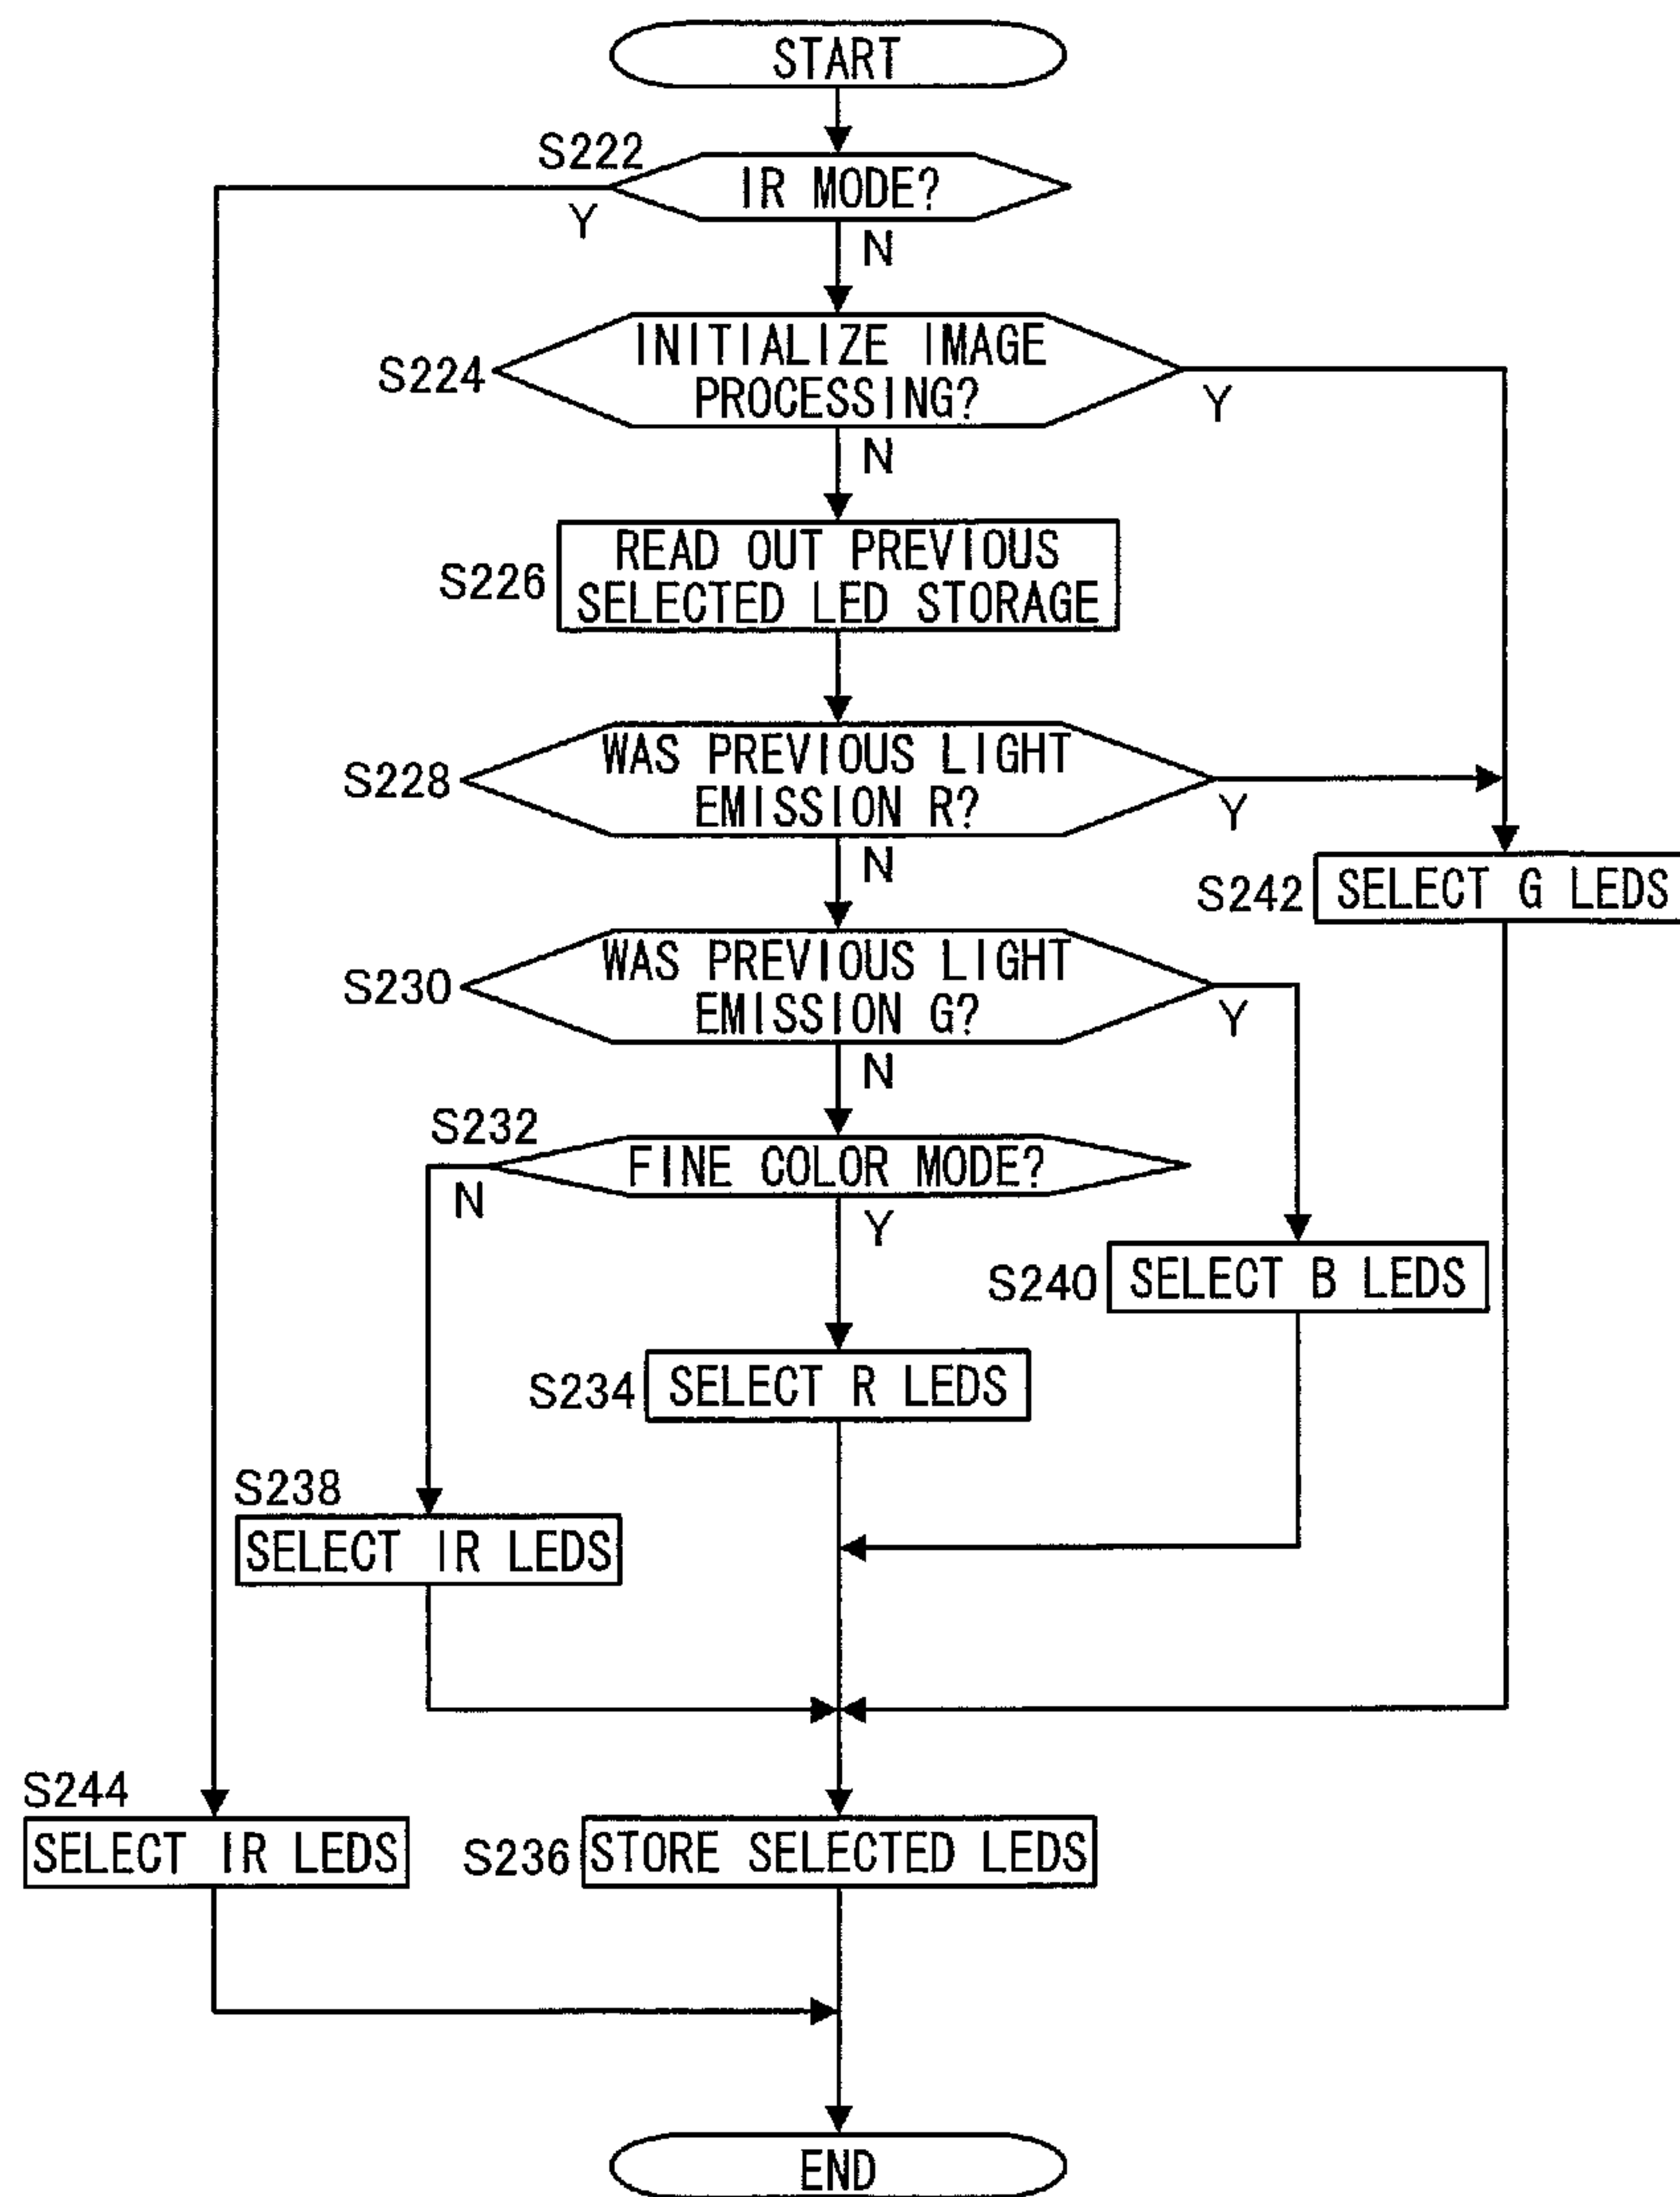 START
S222
IR MODE?
Y
N
S224
INITIALIZE IMAGE
PROCESSING?
Y
N
S226
READ OUT PREVIOUS
SELECTED LED STORAGE
S228
WAS PREVIOUS LIGHT
EMISSION R?
Y
N
S242
SELECT G LEDS
S230
WAS PREVIOUS LIGHT
EMISSION G?
Y
N
S232
FINE COLOR MODE?
N
Y
S240
SELECT B LEDS
S234
SELECT R LEDS
S238
SELECT IR LEDS
S244
SELECT IR LEDS
S236
STORE SELECTED LEDS
END